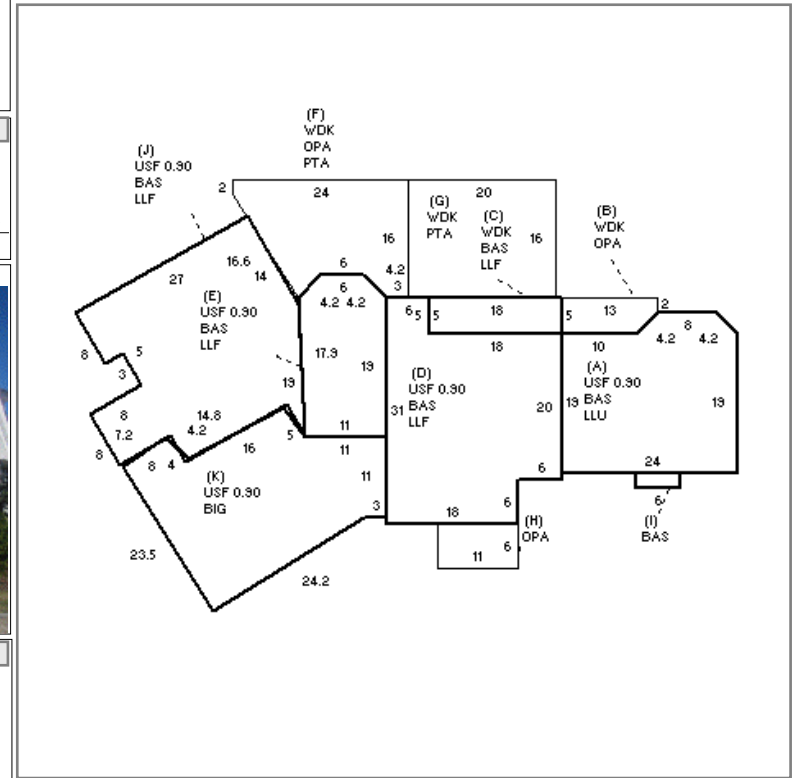 (F)
WDK
OPA
PTA
(J)
USF 0.90
BAS
LLF
2
24
20
(G)
WDK
PTA
(C)
WDK
BAS
LLF
(B)
WDK
OPA
16
16
16.6
14
27
6
6
4.2 4.2
4.2
3
(E)
USF 0.90
BAS
LLF
6 5
5
18
5
13
2
8
4.2 4.2
18
10
8
5
3
17.9
19
19
(D)
USF 0.90
BAS
LLF
31
20
(A)
USF 0.90
BAS
LLU
19
19
8
7.2
14.8
4.2
5
11
11
8
8
4
16
(K)
USF 0.90
BIG
11
3
6
24
6
18
6
(H)
OPA
6
(I)
BAS
23.5
24.2
11
6